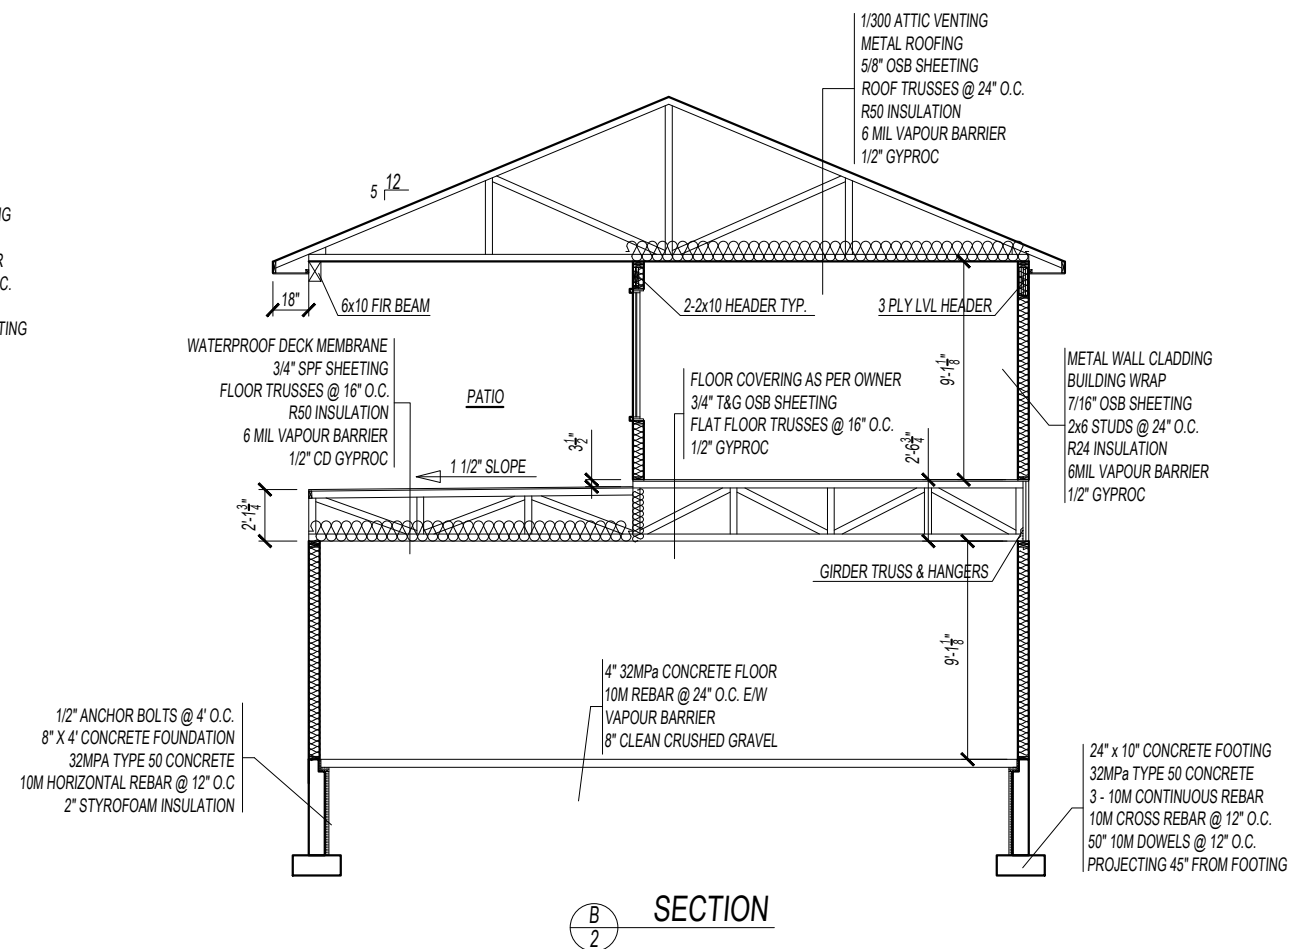 1/300 ATTIC VENTING
METAL ROOFING
5/8" OSB SHEETING
ROOF TRUSSES @ 24" O.C.
R50 INSULATION
6 MIL VAPOUR BARRIER
1/2" GYPROC
5 12
NG
R
C.
TING
18"
6x10 FIR BEAM
2-2x10 HEADER TYP.
3 PLY LVL HEADER
WATERPROOF DECK MEMBRANE
3/4" SPF SHEETING
FLOOR TRUSSES @ 16" O.C.
R50 INSULATION
6 MIL VAPOUR BARRIER
1/2" CD GYPROC
PATIO
1 1/2" SLOPE
3 1/2"
FLOOR COVERING AS PER OWNER
3/4" T&G OSB SHEETING
FLAT FLOOR TRUSSES @ 16" O.C.
1/2" GYPROC
9'-1 1/8"
2'-6 3/4"
METAL WALL CLADDING
BUILDING WRAP
7/16" OSB SHEETING
2x6 STUDS @ 24" O.C.
R24 INSULATION
6MIL VAPOUR BARRIER
1/2" GYPROC
2'-1 3/4"
GIRDER TRUSS & HANGERS
9'-1 1/8"
4" 32MPa CONCRETE FLOOR
10M REBAR @ 24" O.C. E/W
VAPOUR BARRIER
8" CLEAN CRUSHED GRAVEL
1/2" ANCHOR BOLTS @ 4' O.C.
8" X 4' CONCRETE FOUNDATION
32MPA TYPE 50 CONCRETE
10M HORIZONTAL REBAR @ 12" O.C
2" STYROFOAM INSULATION
24" x 10" CONCRETE FOOTING
32MPa TYPE 50 CONCRETE
3 - 10M CONTINUOUS REBAR
10M CROSS REBAR @ 12" O.C.
50" 10M DOWELS @ 12" O.C.
PROJECTING 45" FROM FOOTING
B
2
SECTION